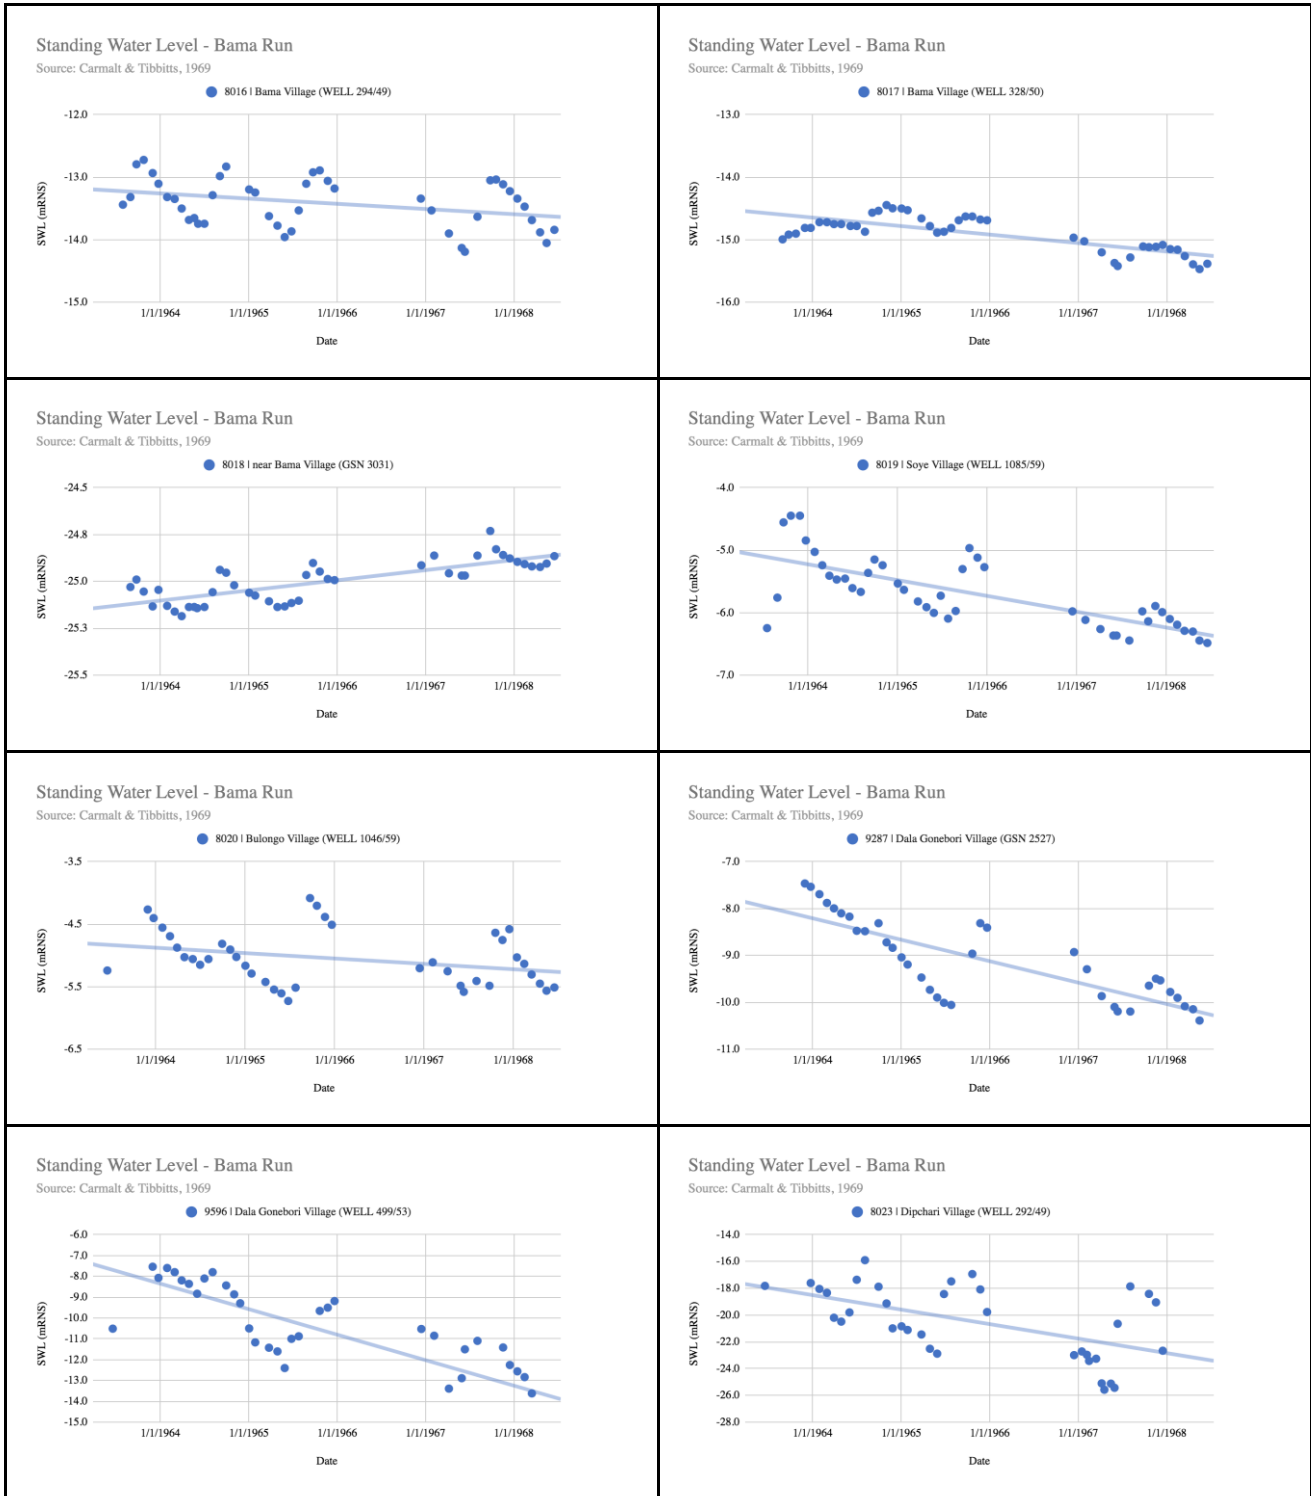 Standing Water Level - Bama Run
Source: Carmalt & Tibbitts, 1969
8016 | Bama Village (WELL 294/49)
-12.0
-13.0
-14.0
-15.0
SWL (mRNS)
1/1/1964 1/1/1965 1/1/1966 1/1/1967 1/1/1968
Date
Standing Water Level - Bama Run
Source: Carmalt & Tibbitts, 1969
8017 | Bama Village (WELL 328/50)
-13.0
-14.0
-15.0
-16.0
SWL (mRNS)
1/1/1964 1/1/1965 1/1/1966 1/1/1967 1/1/1968
Date
Standing Water Level - Bama Run
Source: Carmalt & Tibbitts, 1969
8018 | near Bama Village (GSN 3031)
-24.5
-24.8
-25.0
-25.3
-25.5
SWL (mRNS)
1/1/1964 1/1/1965 1/1/1966 1/1/1967 1/1/1968
Date
Standing Water Level - Bama Run
Source: Carmalt & Tibbitts, 1969
8019 | Soye Village (WELL 1085/59)
-4.0
-5.0
-6.0
-7.0
SWL (mRNS)
1/1/1964 1/1/1965 1/1/1966 1/1/1967 1/1/1968
Date
Standing Water Level - Bama Run
Source: Carmalt & Tibbitts, 1969
8020 | Bulongo Village (WELL 1046/59)
-3.5
-4.5
-5.5
-6.5
SWL (mRNS)
1/1/1964 1/1/1965 1/1/1966 1/1/1967 1/1/1968
Date
Standing Water Level - Bama Run
Source: Carmalt & Tibbitts, 1969
9287 | Dala Gonebori Village (GSN 2527)
-7.0
-8.0
-9.0
-10.0
-11.0
SWL (mRNS)
1/1/1964 1/1/1965 1/1/1966 1/1/1967 1/1/1968
Date
Standing Water Level - Bama Run
Source: Carmalt & Tibbitts, 1969
9596 | Dala Gonebori Village (WELL 499/53)
-6.0
-7.0
-8.0
-9.0
-10.0
-11.0
-12.0
-13.0
-14.0
-15.0
SWL (mRNS)
1/1/1964 1/1/1965 1/1/1966 1/1/1967 1/1/1968
Date
Standing Water Level - Bama Run
Source: Carmalt & Tibbitts, 1969
8023 | Dipchari Village (WELL 292/49)
-14.0
-16.0
-18.0
-20.0
-22.0
-24.0
-26.0
-28.0
SWL (mRNS)
1/1/1964 1/1/1965 1/1/1966 1/1/1967 1/1/1968
Date